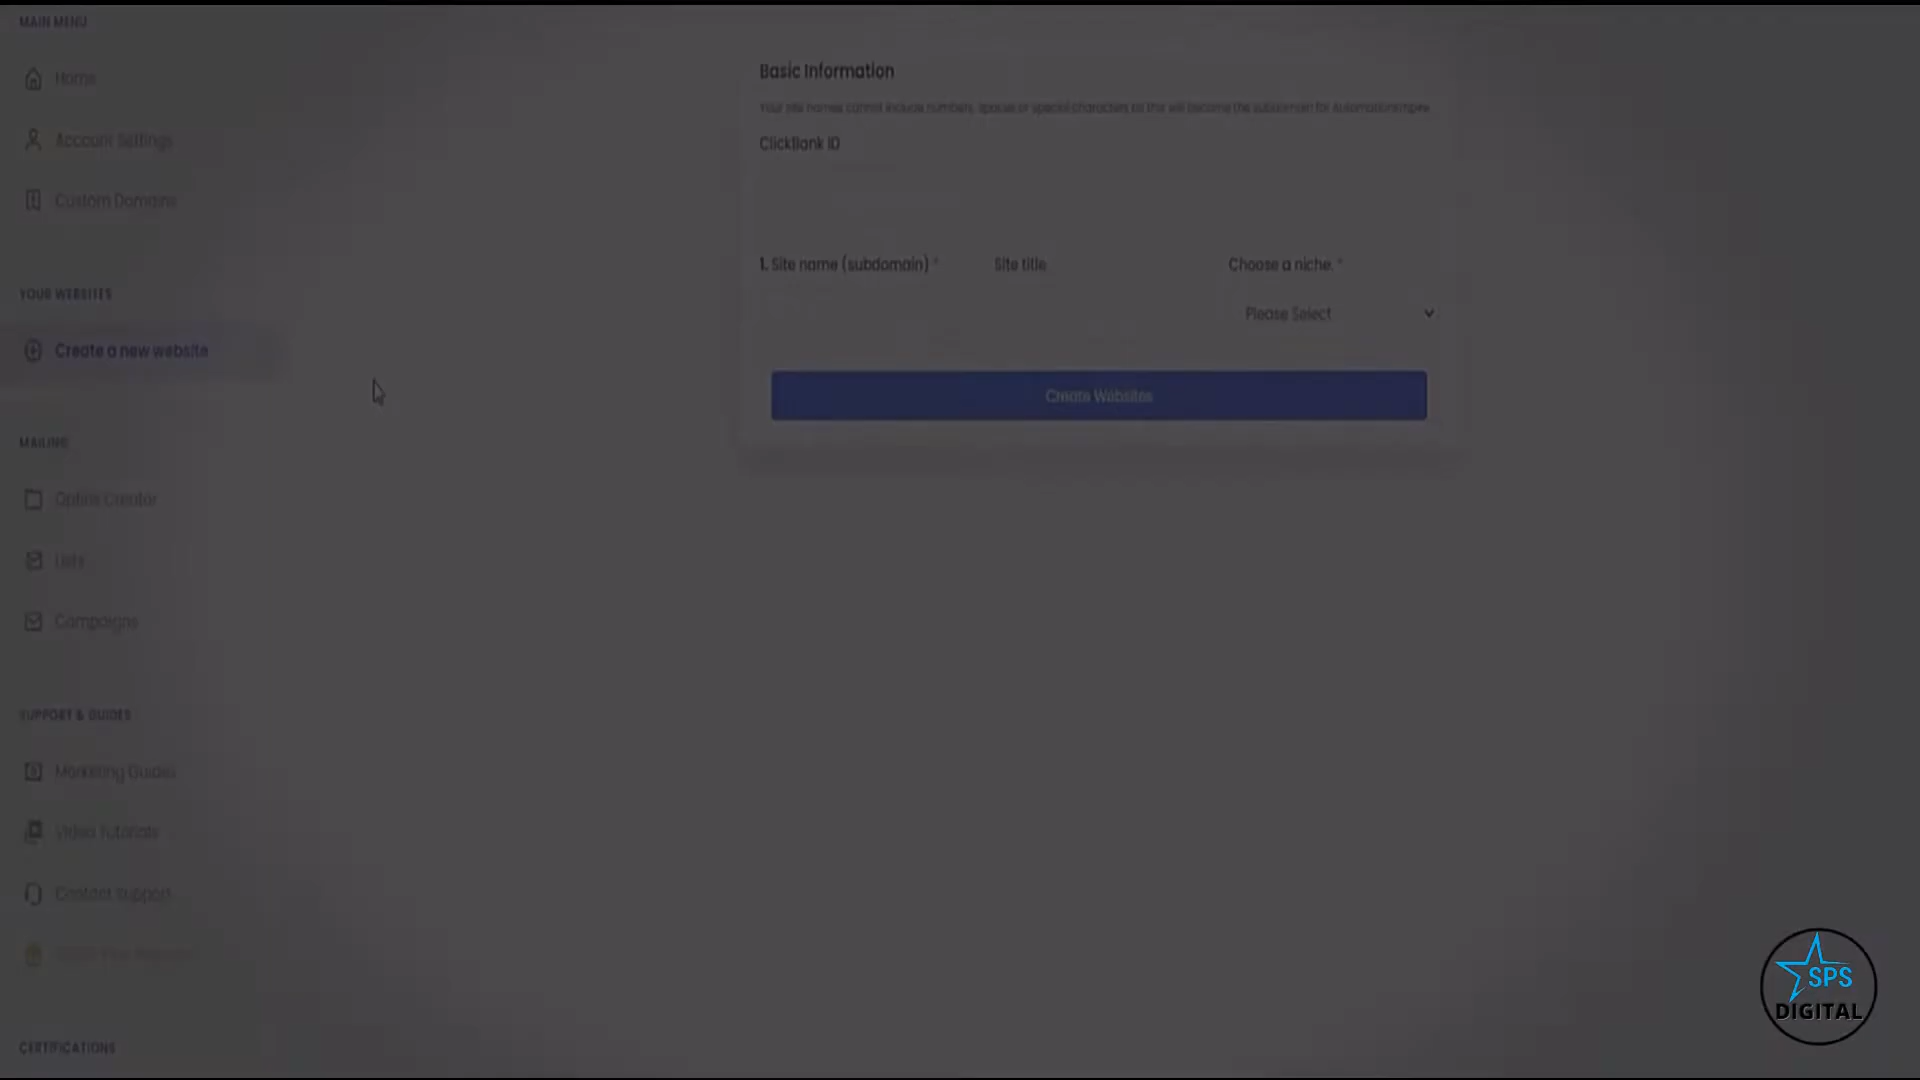 MAIN MENU
Home
Account Settings
Custom Domains
YOUR WEBSITES
Create a new website
MAILING
Optins Creator
Lists
Campaigns
SUPPORT & GUIDES
Marketing Guides
Video Tutorials
Contact Support
CERTIFICATIONS
Basic Information
Your site names cannot include numbers, spaces or special characters as this will become the subdomain for
ClickBank ID
1. Site name (subdomain) *
Site title
Choose a niche. *
Please Select
Create Websites
SPS
DIGITAL